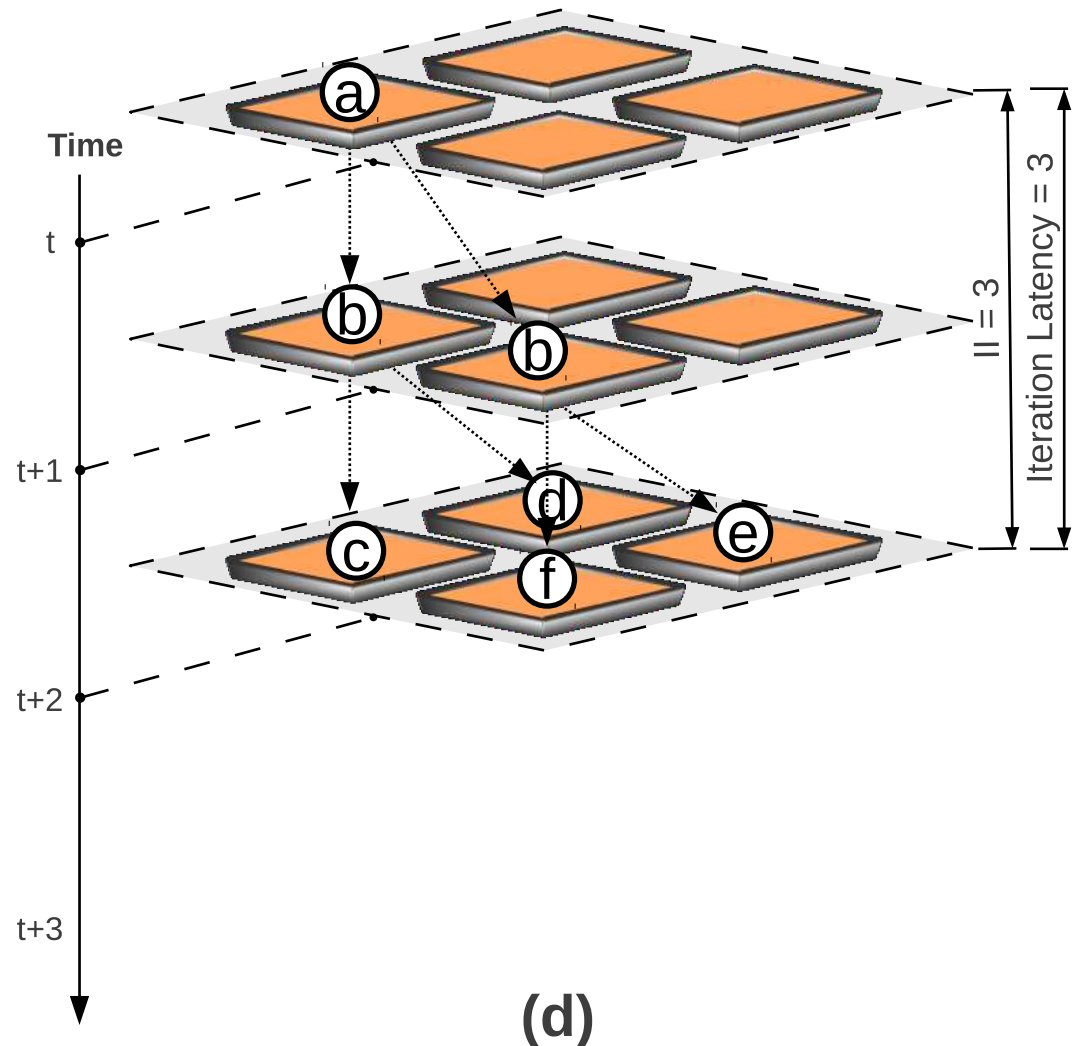 a
Time
t
b
b
II = 3
Iteration Latency = 3
t+1
d
e
c
f
t+2
t+3
(d)